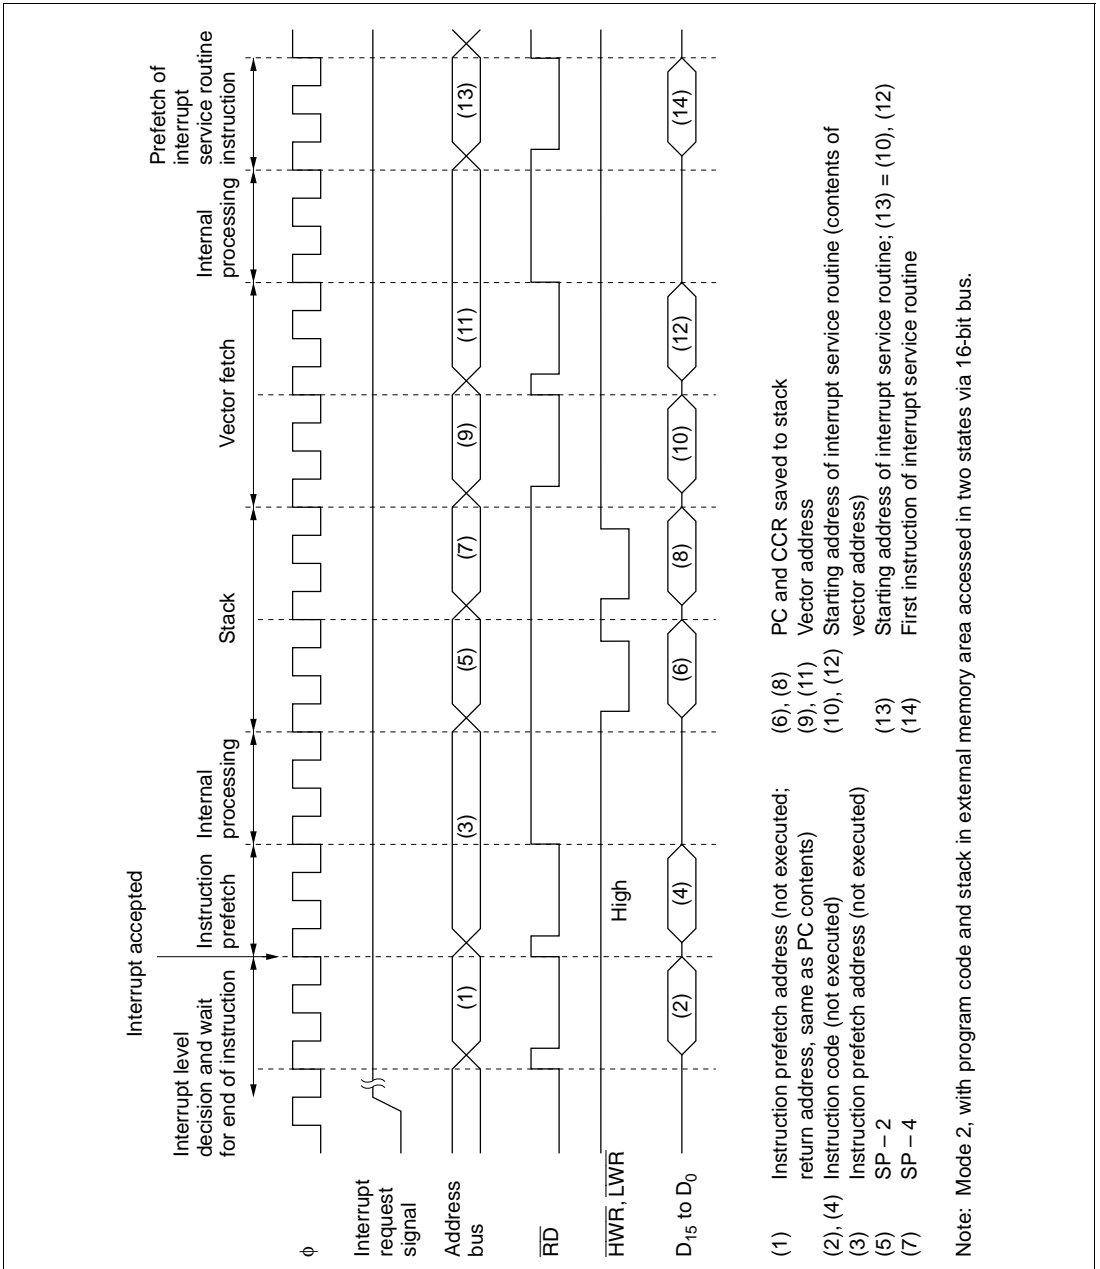 Interrupt accepted
Interrupt level
decision and wait
for end of instruction
Instruction
prefetch
Internal
processing
Stack
Vector fetch
Internal
processing
Prefetch of
interrupt
service routine
instruction
φ
Interrupt
request
signal
Address
bus
(1)
(3)
(5)
(7)
(9)
(11)
(13)
RD
HWR, LWR
High
D15 to D0
(2)
(4)
(6)
(8)
(10)
(12)
(14)
(1) Instruction prefetch address (not executed;
return address, same as PC contents)
(2), (4) Instruction code (not executed)
(3) Instruction prefetch address (not executed)
(5) SP – 2
(7) SP – 4
(6), (8) PC and CCR saved to stack
(9), (11) Vector address
(10), (12) Starting address of interrupt service routine (contents of
vector address)
(13) Starting address of interrupt service routine; (13) = (10), (12)
(14) First instruction of interrupt service routine
Note: Mode 2, with program code and stack in external memory area accessed in two states via 16-bit bus.